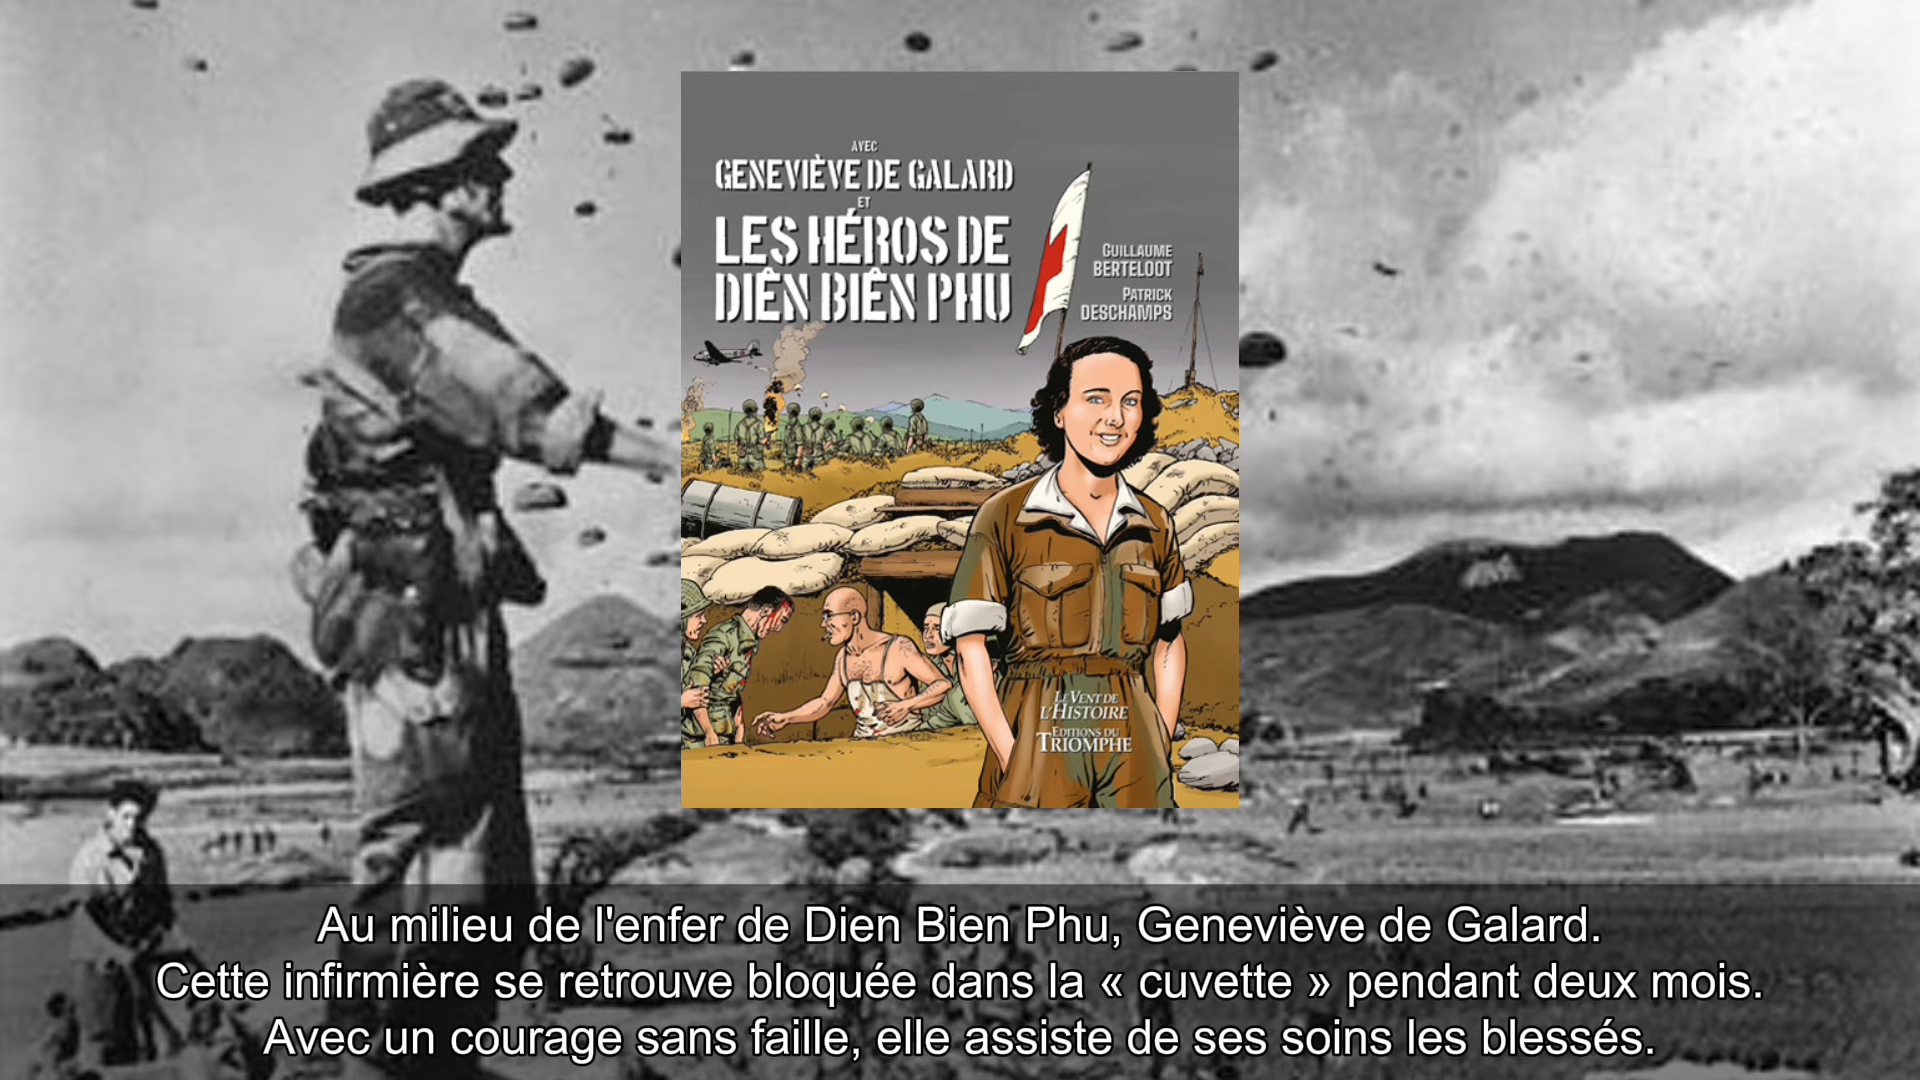 AVEC
GENEVIÈVE DE GALARD
ET
LES HÉROS DE
DIÊN BIÊN PHU
GUILLAUME
BERTELOOT
PATRICK
DESCHAMPS
LE VENT DE
L'HISTOIRE
EDITIONS DU
TRIOMPHE
Au milieu de l'enfer de Dien Bien Phu, Geneviève de Galard.
Cette infirmière se retrouve bloquée dans la « cuvette » pendant deux mois.
Avec un courage sans faille, elle assiste de ses soins les blessés.